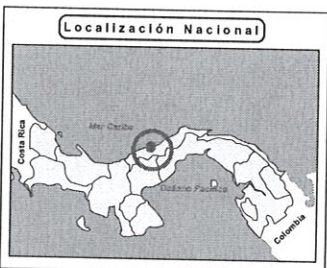 Localización Nacional
Mar Caribe
Costa Rica
Océano Pacífico
Colombia